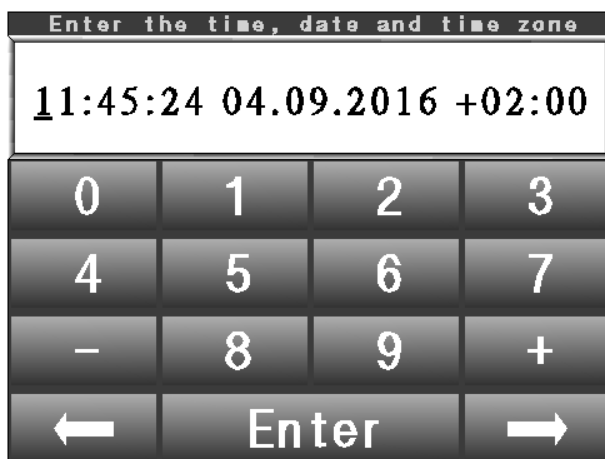 Enter the time, date and time zone
11:45:24 04.09.2016 +02:00
0 1 2 3
4 5 6 7
- 8 9 +
← Enter →